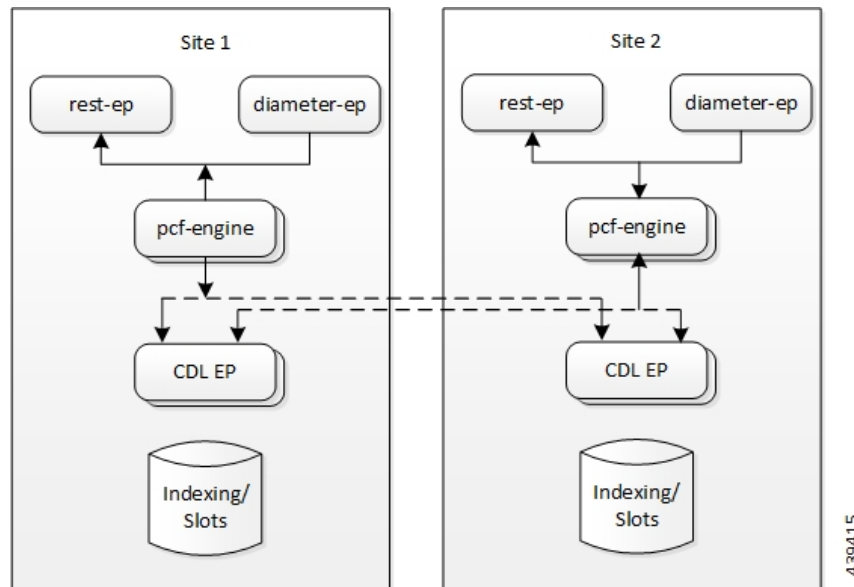 Site 1
rest-ep
diameter-ep
pcf-engine
CDL EP
Indexing/
Slots
Site 2
rest-ep
diameter-ep
pcf-engine
CDL EP
Indexing/
Slots
439415